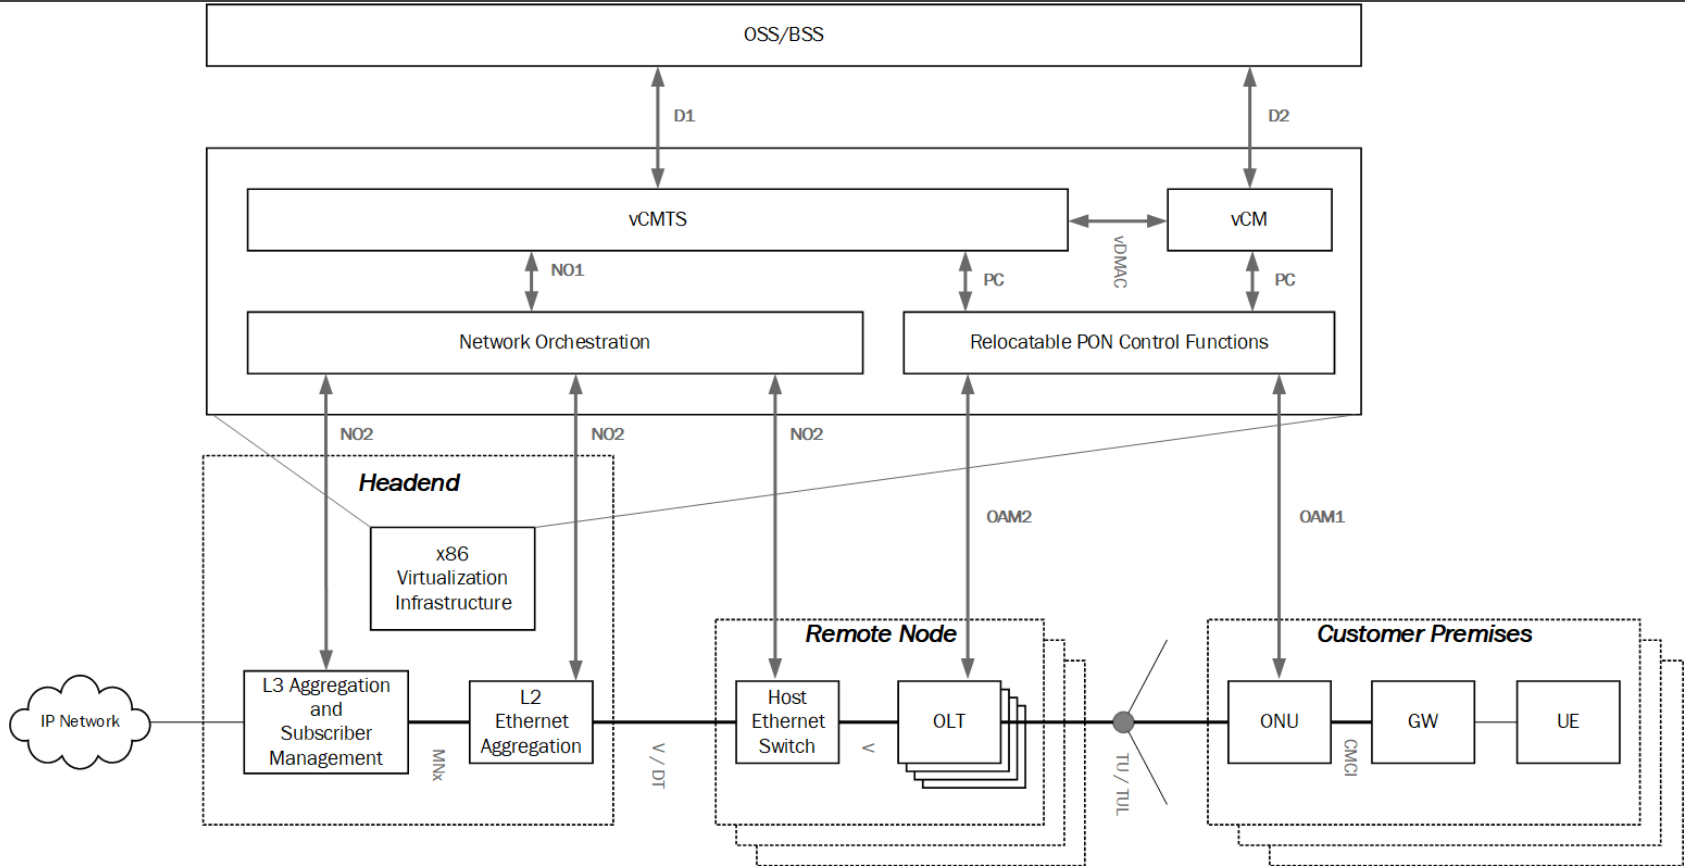 OSS/BSS
D1
D2
vCMTS
vCM
vDMAC
NO1
PC
PC
Network Orchestration
Relocatable PON Control Functions
NO2
NO2
NO2
Headend
OAM2
OAM1
x86
Virtualization
Infrastructure
Remote Node
Customer Premises
IP Network
L3 Aggregation
and
Subscriber
Management
MNx
L2
Ethernet
Aggregation
V / DT
Host
Ethernet
Switch
V
OLT
TU / TUL
ONU
CMCI
GW
UE